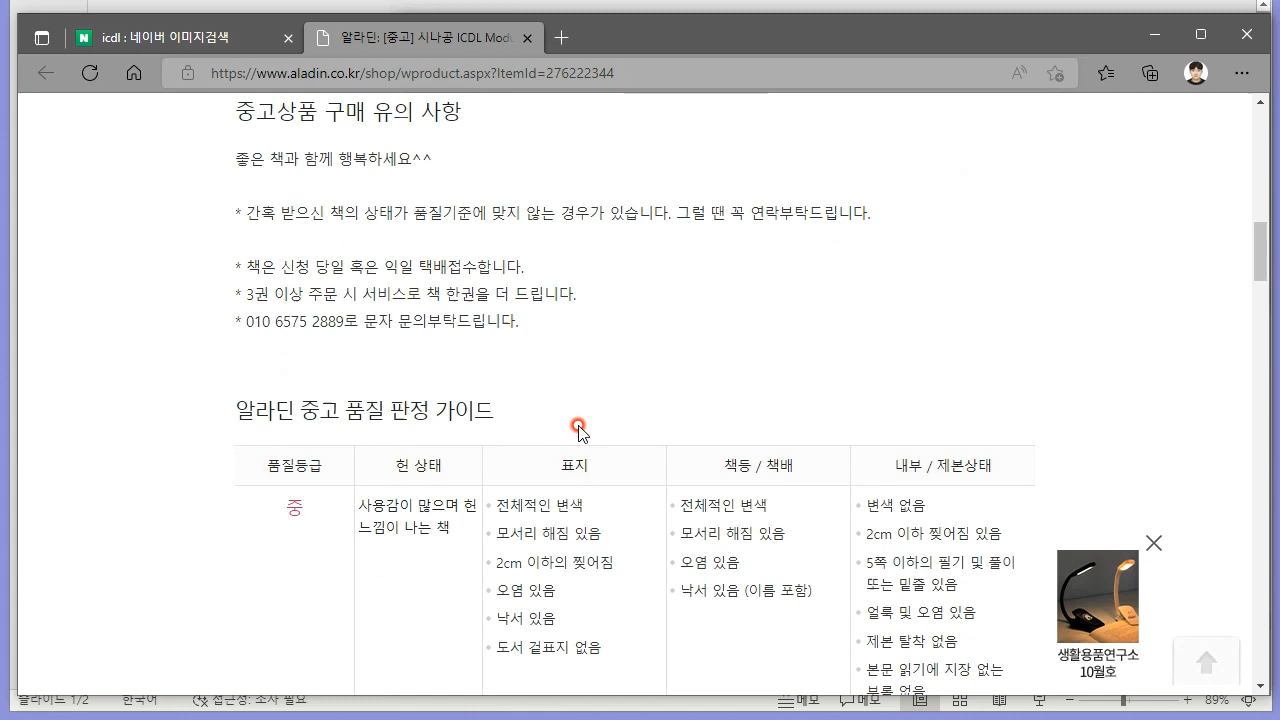 icdl : 네이버 이미지검색
알라딘: [중고] 시나공 ICDL Modu
https://www.aladin.co.kr/shop/wproduct.aspx?ItemId=276222344
중고상품 구매 유의 사항
좋은 책과 함께 행복하세요^^
* 간혹 받으신 책의 상태가 품질기준에 맞지 않는 경우가 있습니다. 그럴 땐 꼭 연락부탁드립니다.
* 책은 신청 당일 혹은 익일 택배접수합니다.
* 3권 이상 주문 시 서비스로 책 한권을 더 드립니다.
* 010 6575 2889로 문자 문의부탁드립니다.
알라딘 중고 품질 판정 가이드
품질등급 헌 상태 표지 책등 / 책배 내부 / 제본상태
중
사용감이 많으며 헌
느낌이 나는 책
전체적인 변색
모서리 해짐 있음
2cm 이하의 찢어짐
오염 있음
낙서 있음
도서 겉표지 없음
전체적인 변색
모서리 해짐 있음
오염 있음
낙서 있음 (이름 포함)
변색 없음
2cm 이하 찢어짐 있음
5쪽 이하의 필기 및 풀이
또는 밑줄 있음
얼룩 및 오염 있음
제본 탈착 없음
본문 읽기에 지장 없는
부록 없음
생활용품연구소
10월호
슬라이드 1/2 한국어 접근성: 조사 필요 메모 메모 89%